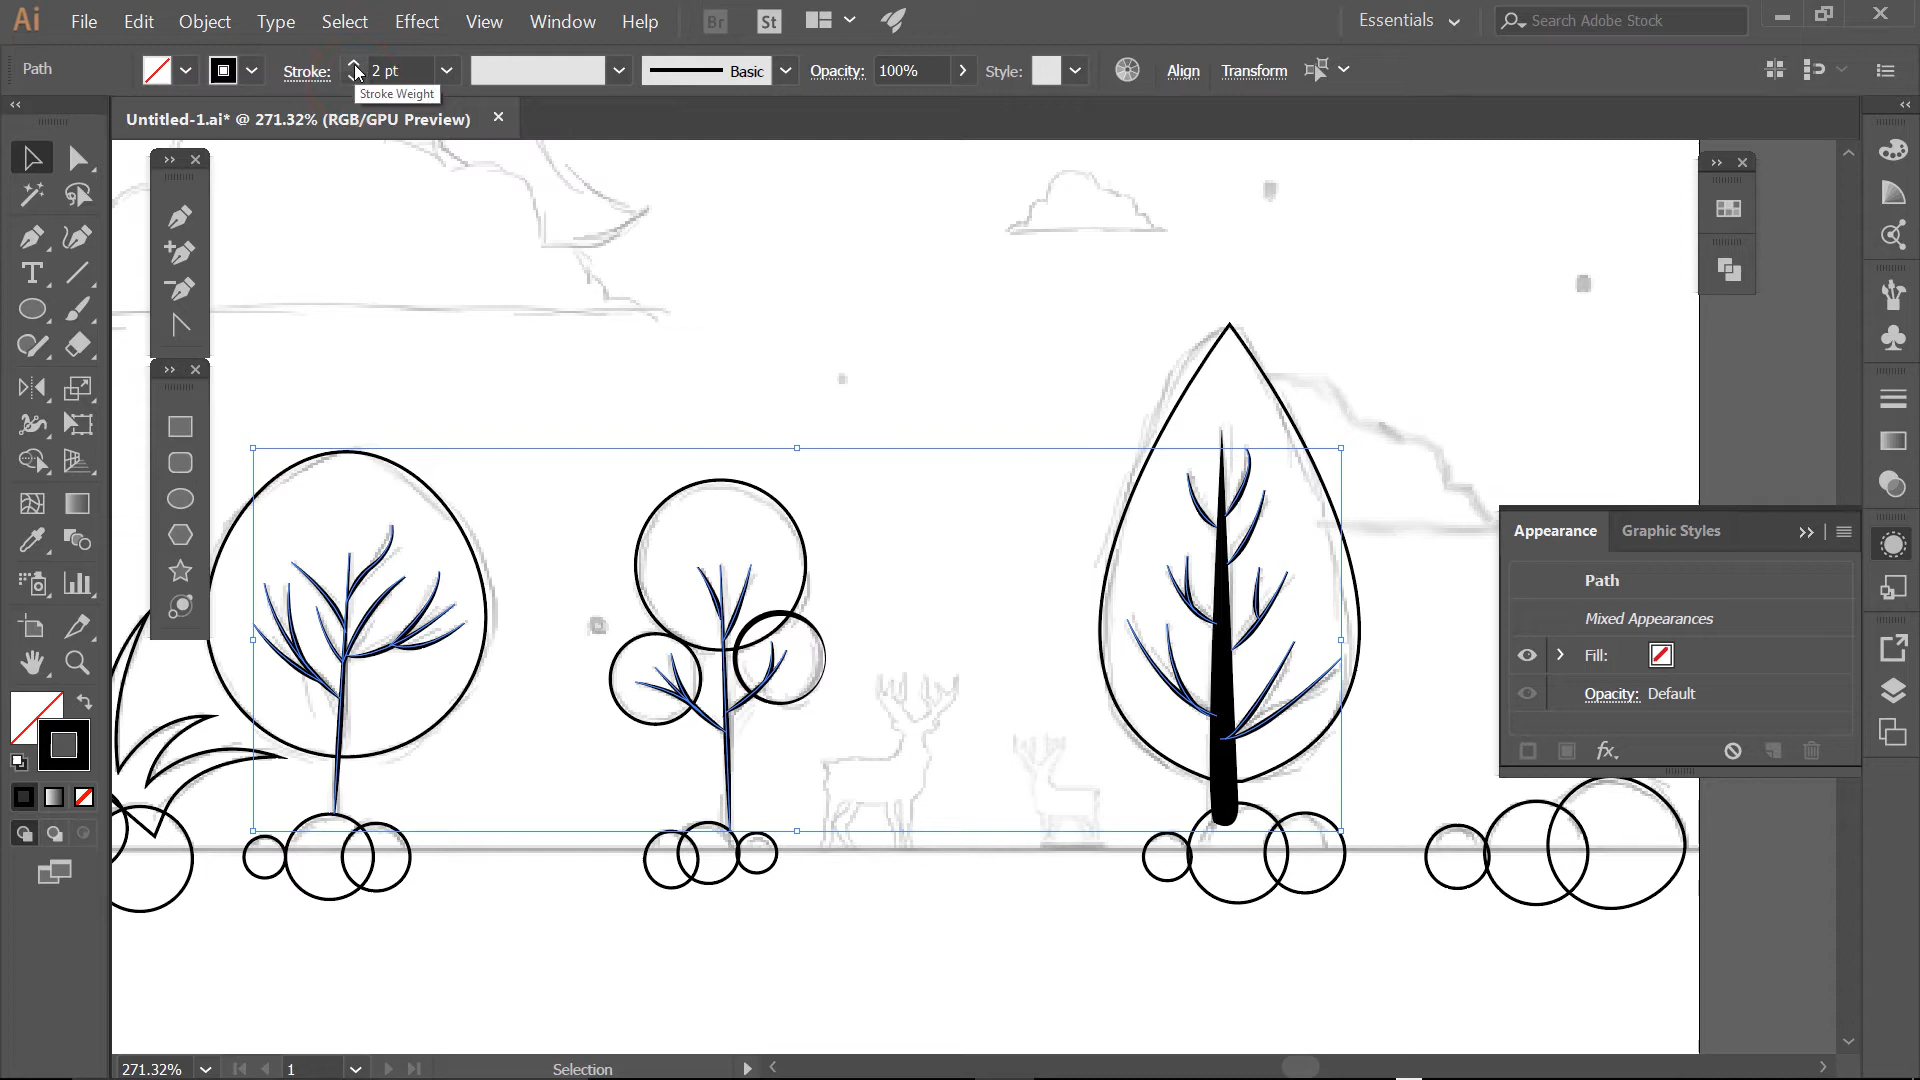 Ai File Edit Object Type Select Effect View Window Help Br St Essentials Search Adobe Stock
Path Stroke: 2 pt Basic Opacity: 100% Style: Align Transform
Stroke Weight
Untitled-1.ai* @ 271.32% (RGB/GPU Preview)
Appearance Graphic Styles
Path
Mixed Appearances
Fill:
Opacity: Default
fx
271.32% 1 Selection